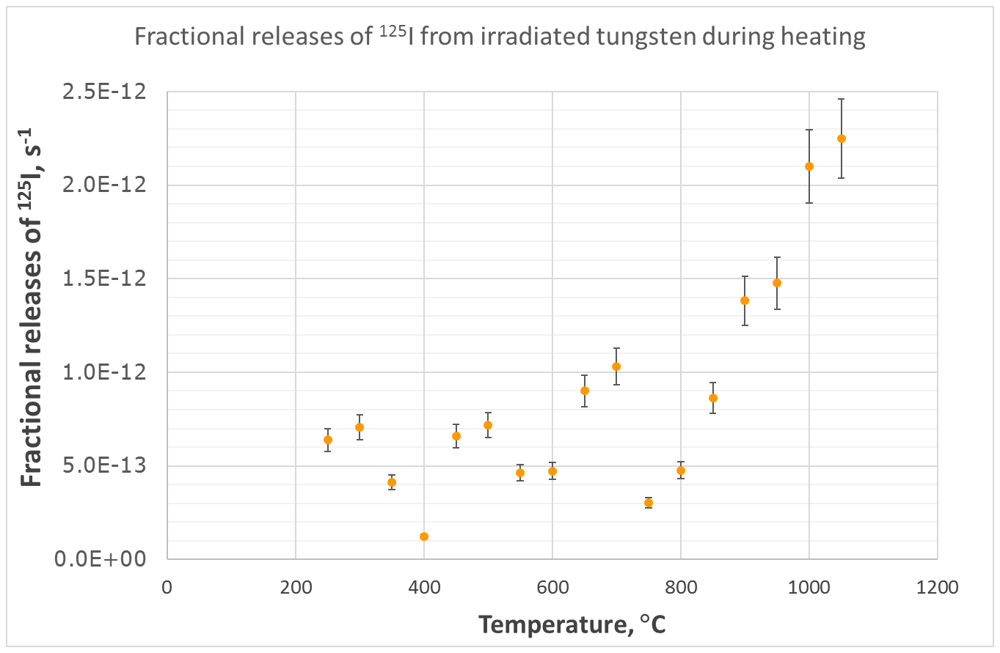 Fractional releases of ¹²⁵I from irradiated tungsten during heating
Fractional releases of ¹²⁵I, s⁻¹
2.5E-12
2.0E-12
1.5E-12
1.0E-12
5.0E-13
0.0E+00
0 200 400 600 800 1000 1200
Temperature, °C